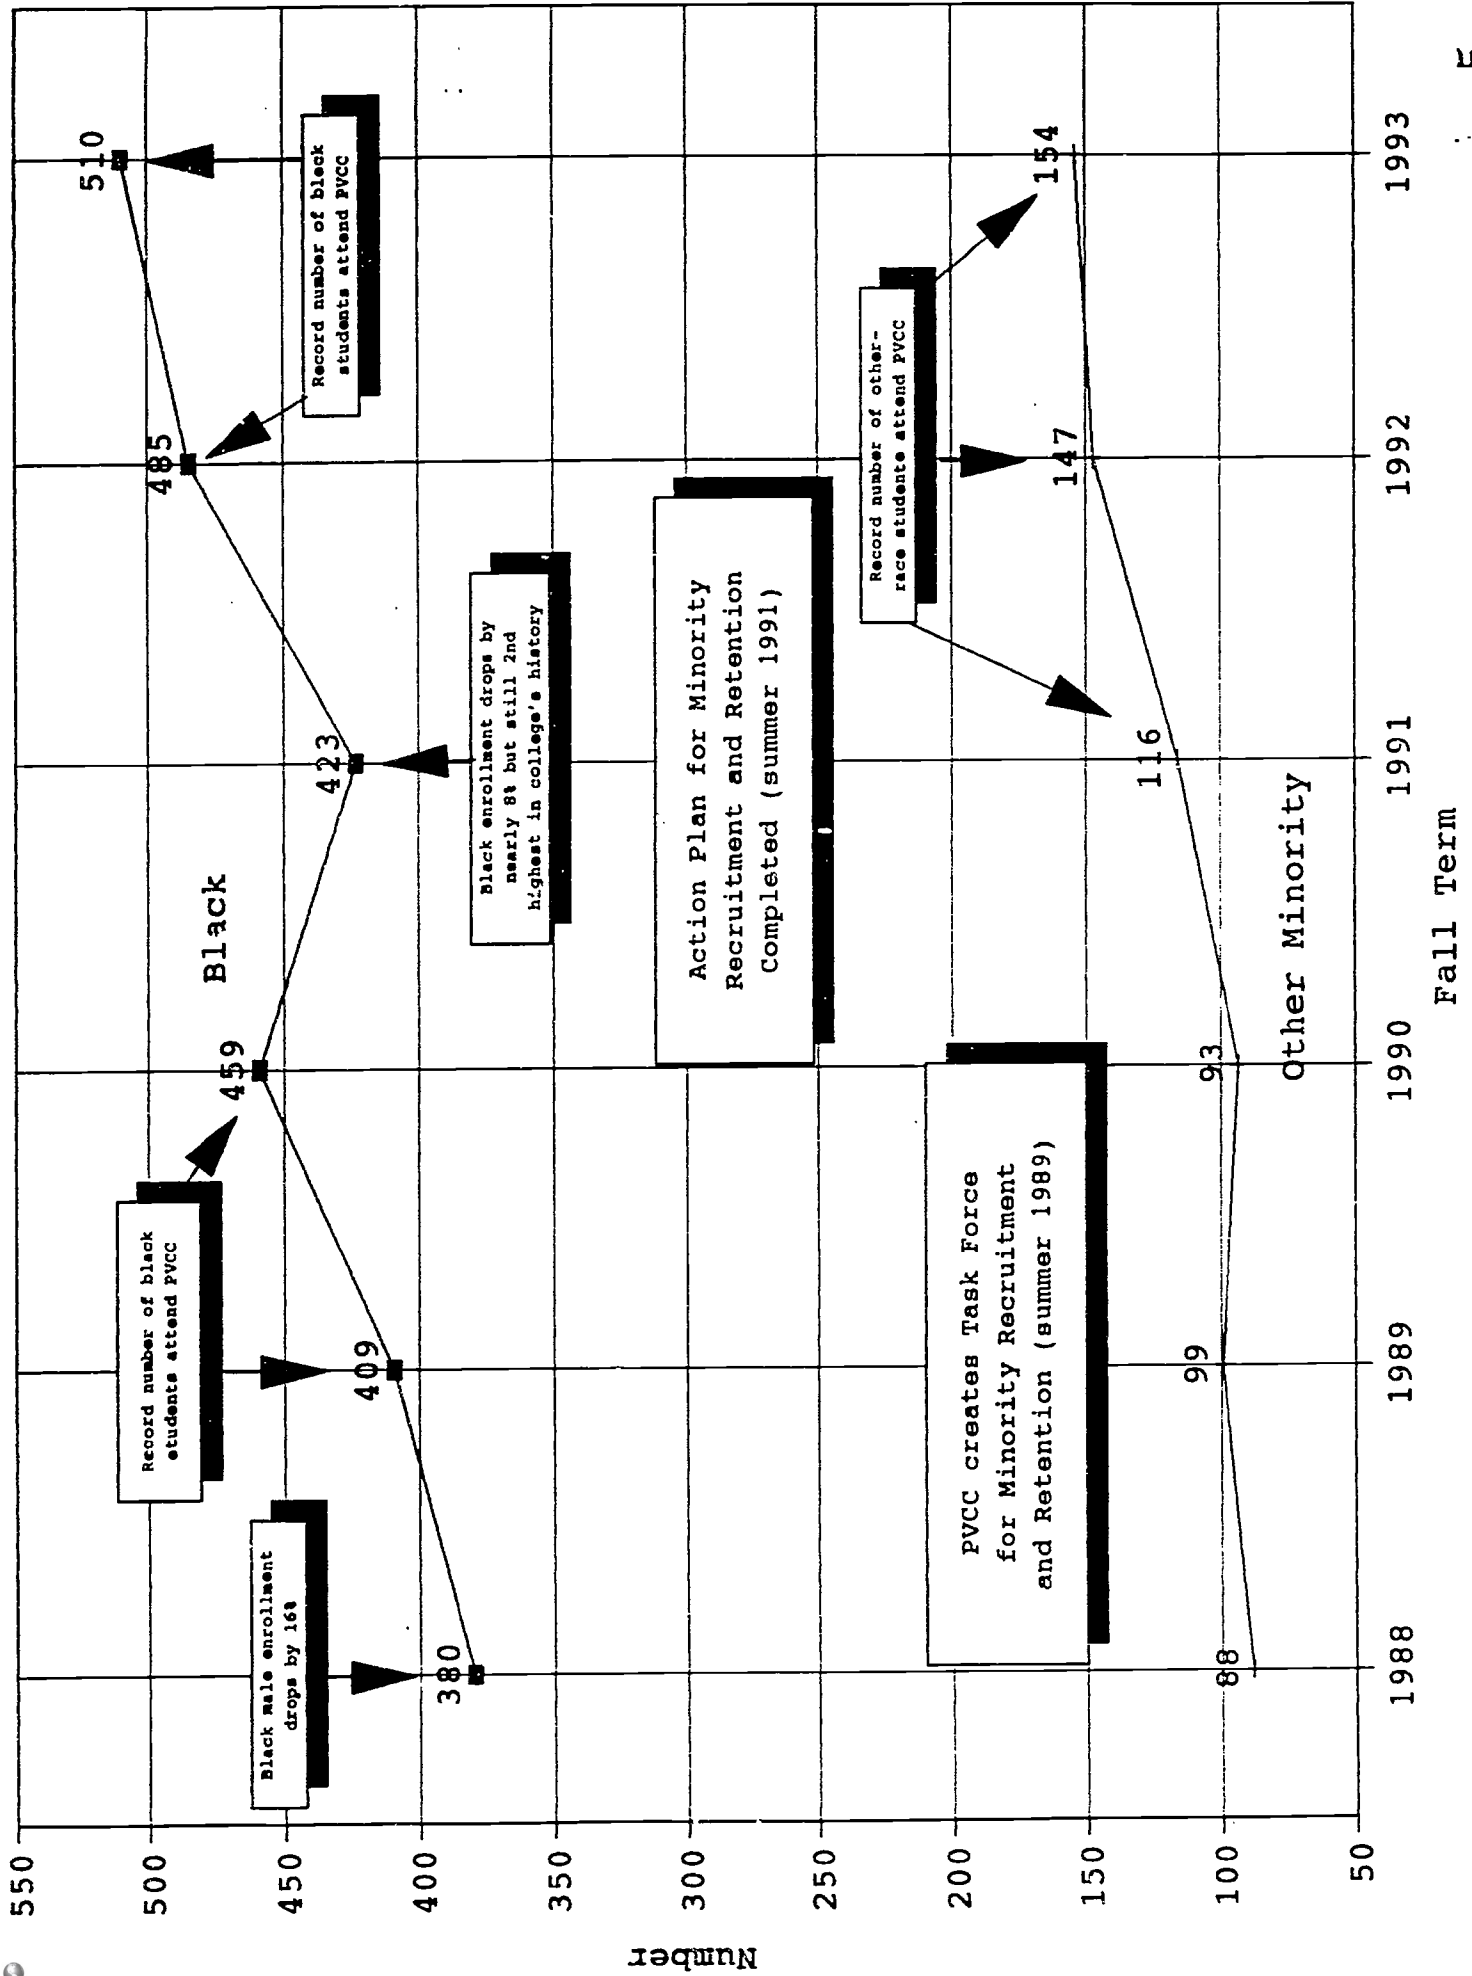 550
500
450
400
350
300
250
200
150
100
50
Number
Black male enrollment
drops by 16%
380
Record number of black
students attend PVCC
409
459
Black
423
Black enrollment drops by
nearly 8% but still 2nd
highest in college's history
485
510
Record number of black
students attend PVCC
Action Plan for Minority
Recruitment and Retention
Completed (summer 1991)
PVCC creates Task Force
for Minority Recruitment
and Retention (summer 1989)
Record number of other-
race students attend PVCC
88
99
93
116
147
154
Other Minority
1988
1989
1990
1991
1992
1993
Fall Term